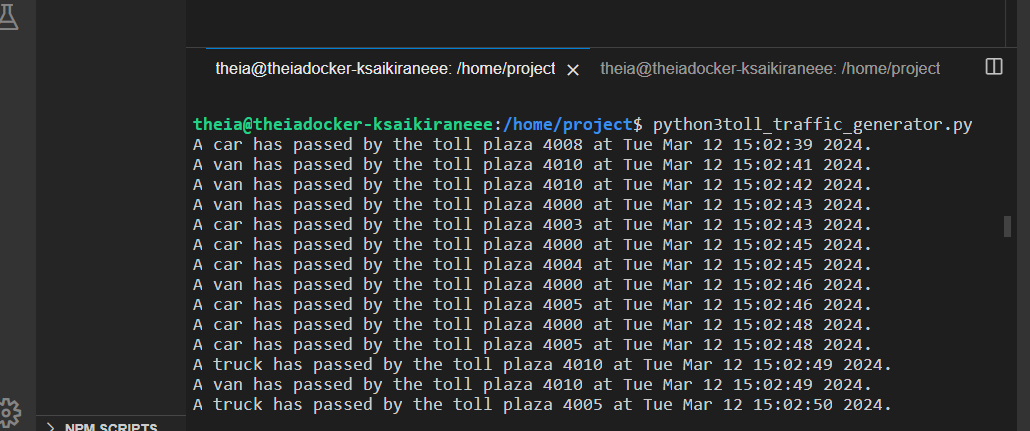 theia@theiadocker-ksaikiraneee: /home/project × theia@theiadocker-ksaikiraneee: /home/project
theia@theiadocker-ksaikiraneee:/home/project$ python3toll_traffic_generator.py
A car has passed by the toll plaza 4008 at Tue Mar 12 15:02:39 2024.
A van has passed by the toll plaza 4010 at Tue Mar 12 15:02:41 2024.
A van has passed by the toll plaza 4010 at Tue Mar 12 15:02:42 2024.
A van has passed by the toll plaza 4000 at Tue Mar 12 15:02:43 2024.
A car has passed by the toll plaza 4003 at Tue Mar 12 15:02:43 2024.
A car has passed by the toll plaza 4000 at Tue Mar 12 15:02:45 2024.
A car has passed by the toll plaza 4004 at Tue Mar 12 15:02:45 2024.
A van has passed by the toll plaza 4000 at Tue Mar 12 15:02:46 2024.
A car has passed by the toll plaza 4005 at Tue Mar 12 15:02:46 2024.
A car has passed by the toll plaza 4000 at Tue Mar 12 15:02:48 2024.
A car has passed by the toll plaza 4005 at Tue Mar 12 15:02:48 2024.
A truck has passed by the toll plaza 4010 at Tue Mar 12 15:02:49 2024.
A van has passed by the toll plaza 4010 at Tue Mar 12 15:02:49 2024.
A truck has passed by the toll plaza 4005 at Tue Mar 12 15:02:50 2024.
NPM SCRIPTS